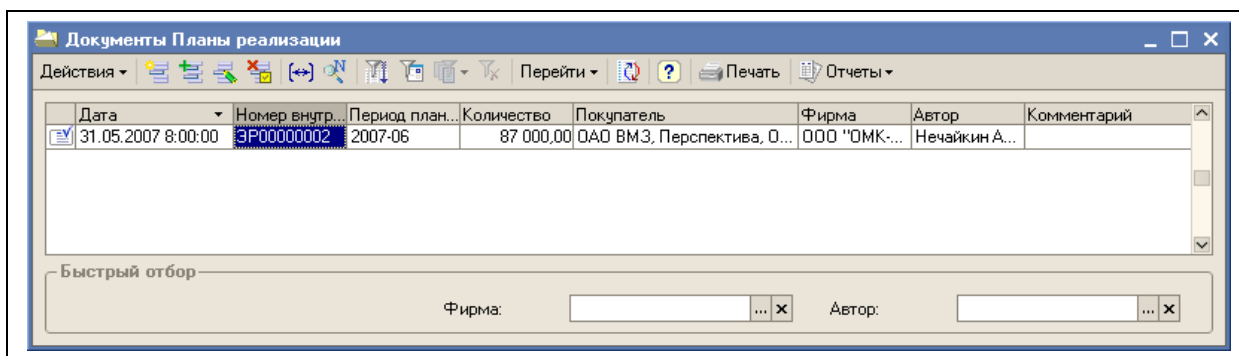 Документы Планы реализации
Действия Перейти Печать Отчеты
Дата Номер внутр... Период план... Количество Покупатель Фирма Автор Комментарий
31.05.2007 8:00:00 ЭР00000002 2007-06 87 000,00 ОАО ВМЗ, Перспектива, О... ООО "ОМК-... Нечайкин А...
Быстрый отбор
Фирма: ... x Автор: ... x